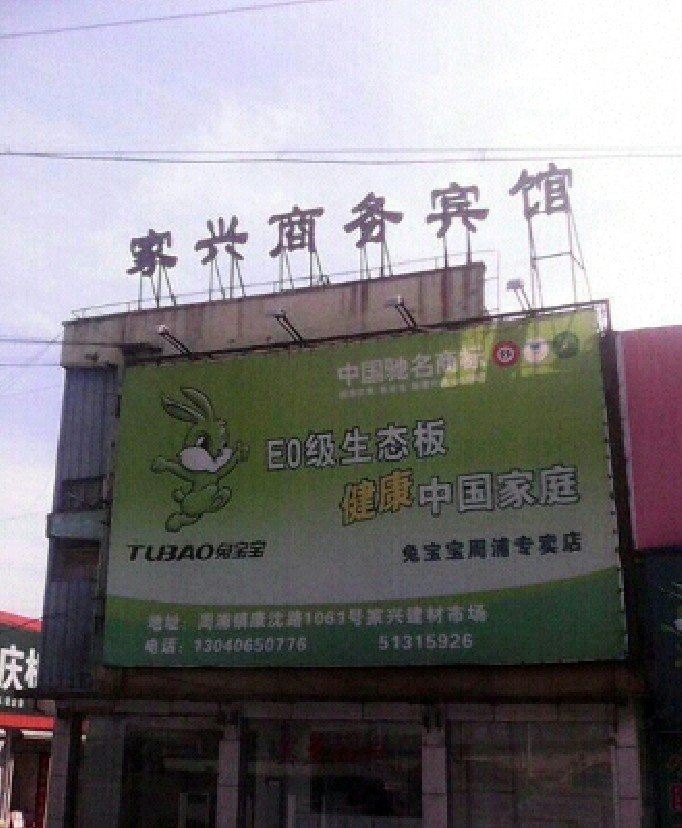 家兴商务宾馆
中国驰名商标
E0级生态板
健康中国家庭
TUBAO兔宝宝
兔宝宝周浦专卖店
地址：周浦镇康沈路1061号家兴建材市场
电话：13040650776 51315926
庆